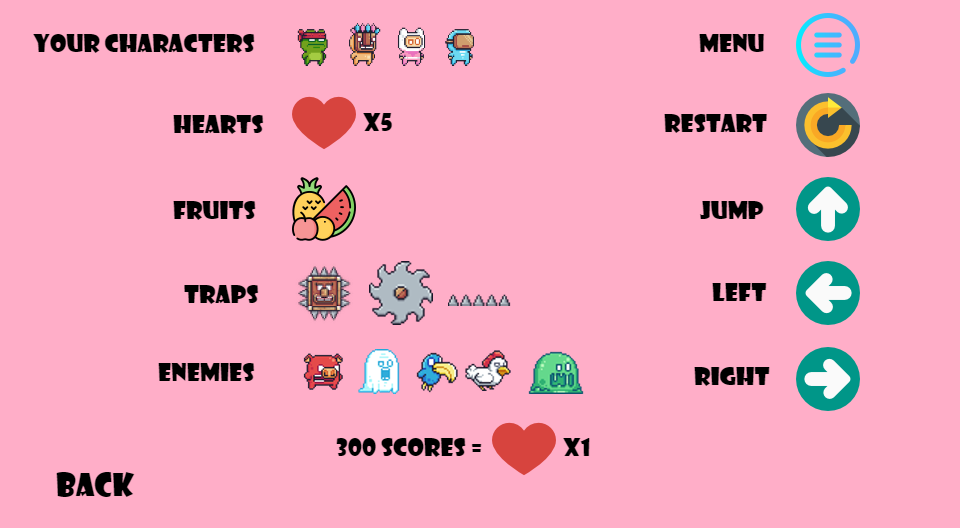 YOUR CHARACTERS
MENU
HEARTS X5
RESTART
FRUITS
JUMP
TRAPS
LEFT
ENEMIES
RIGHT
300 SCORES = X1
BACK